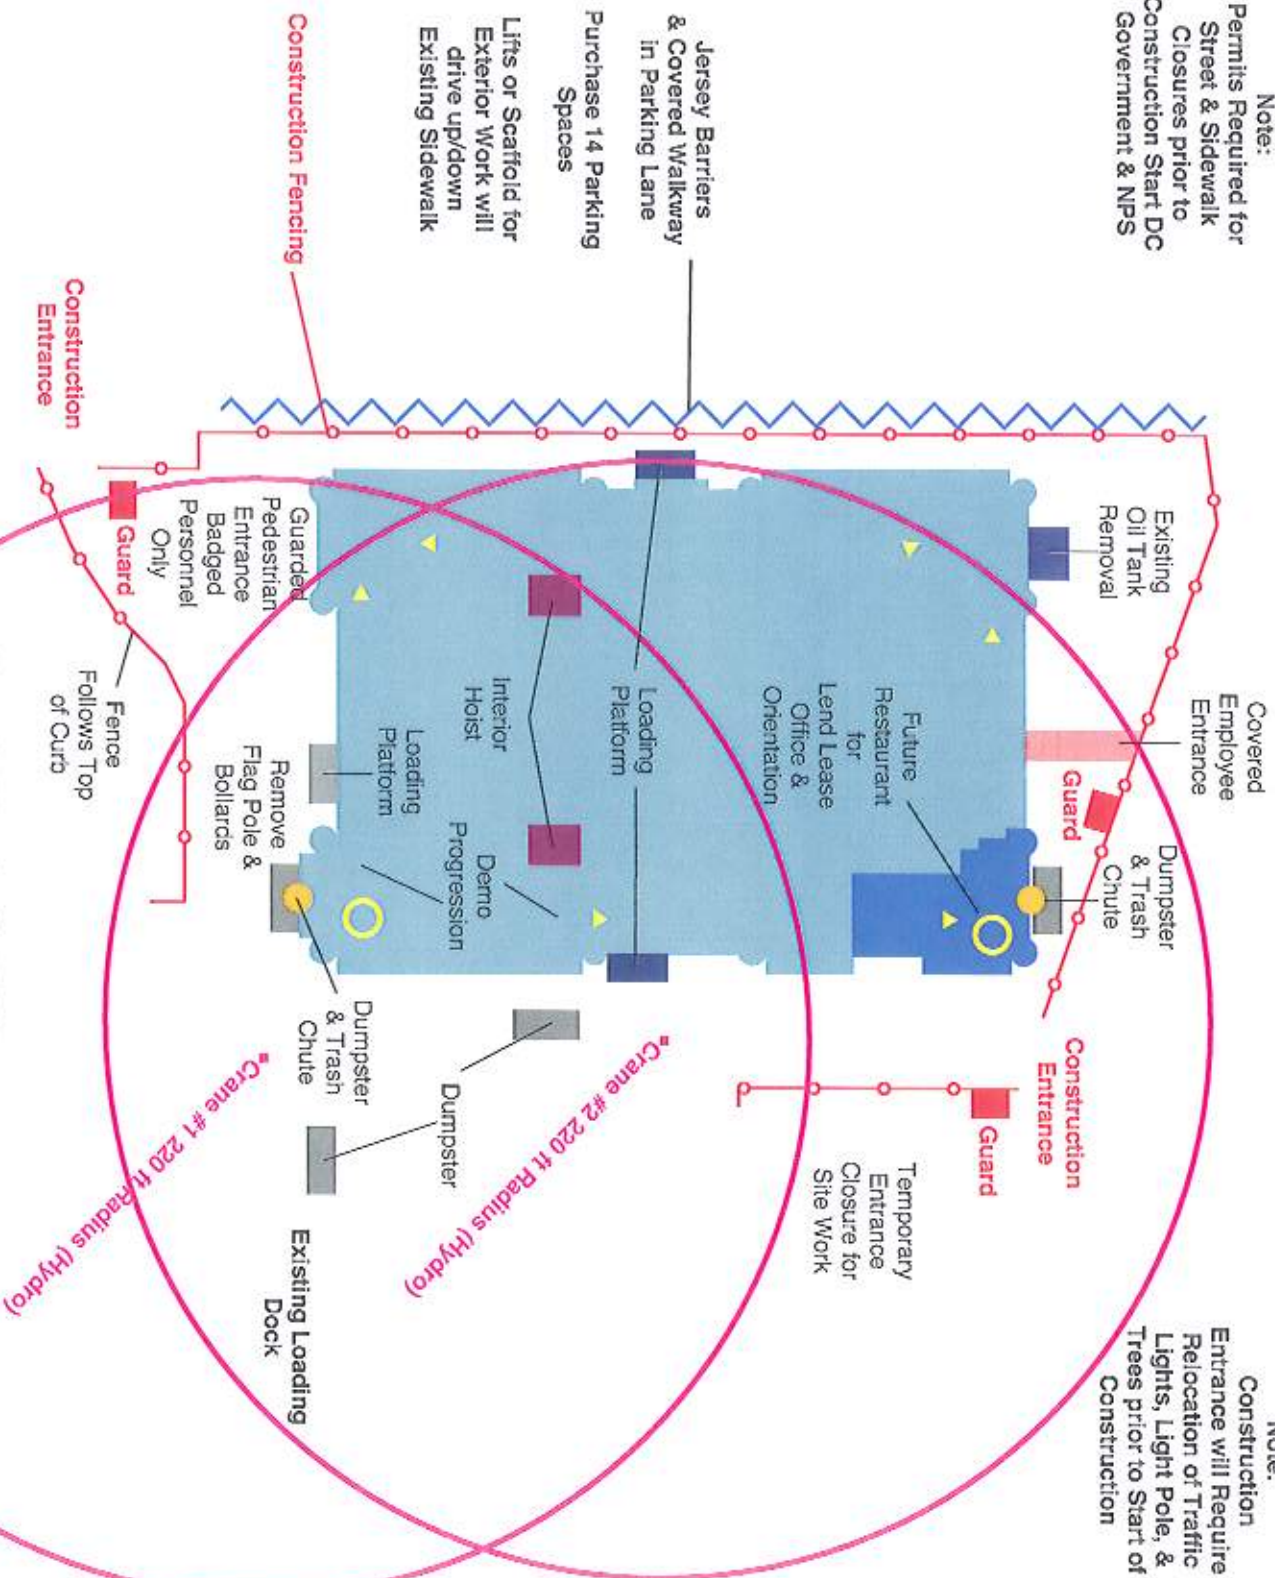 Note:
Permits Required for
Street & Sidewalk
Closures prior to
Construction Start DC
Government & NPS
Note:
Construction
Entrance will Require
Relocation of Traffic
Lights, Light Pole, &
Trees prior to Start of
Construction
Covered
Employee
Entrance
Existing
Oil Tank
Removal
Guard
Dumpster
& Trash
Chute
Construction
Entrance
Guard
Temporary
Entrance
Closure for
Site Work
Future
Restaurant
for
Lend Lease
Office &
Orientation
Jersey Barriers
& Covered Walkway
in Parking Lane
Purchase 14 Parking
Spaces
Lifts or Scaffold for
Exterior Work will
drive up/down
Existing Sidewalk
Loading
Platform
Interior
Hoist
Demo
Progression
Loading
Platform
Crane #2 220 ft Radius (Hydro)
Dumpster
Dumpster
& Trash
Chute
Construction Fencing
Guarded
Pedestrian
Entrance
Badged
Personnel
Only
Remove
Flag Pole &
Bollards
Existing Loading
Dock
Crane #1 220 ft Radius (Hydro)
Guard
Fence
Follows Top
of Curb
Construction
Entrance